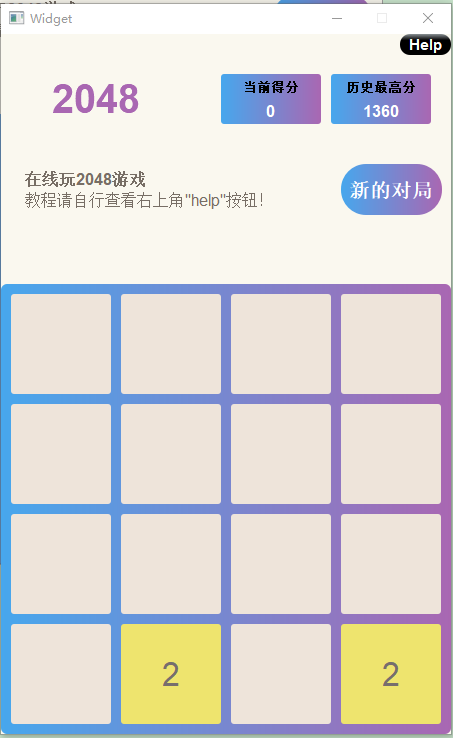 Widget
Help
2048
当前得分
0
历史最高分
1360
在线玩2048游戏
教程请自行查看右上角"help"按钮!
新的对局
2
2